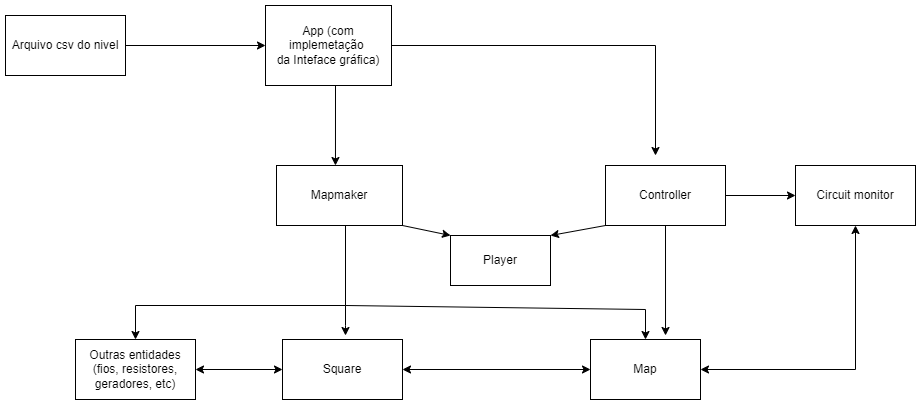 Arquivo csv do nivel
App (com
implemetação
da Inteface gráfica)
Mapmaker
Controller
Circuit monitor
Player
Outras entidades
(fios, resistores,
geradores, etc)
Square
Map